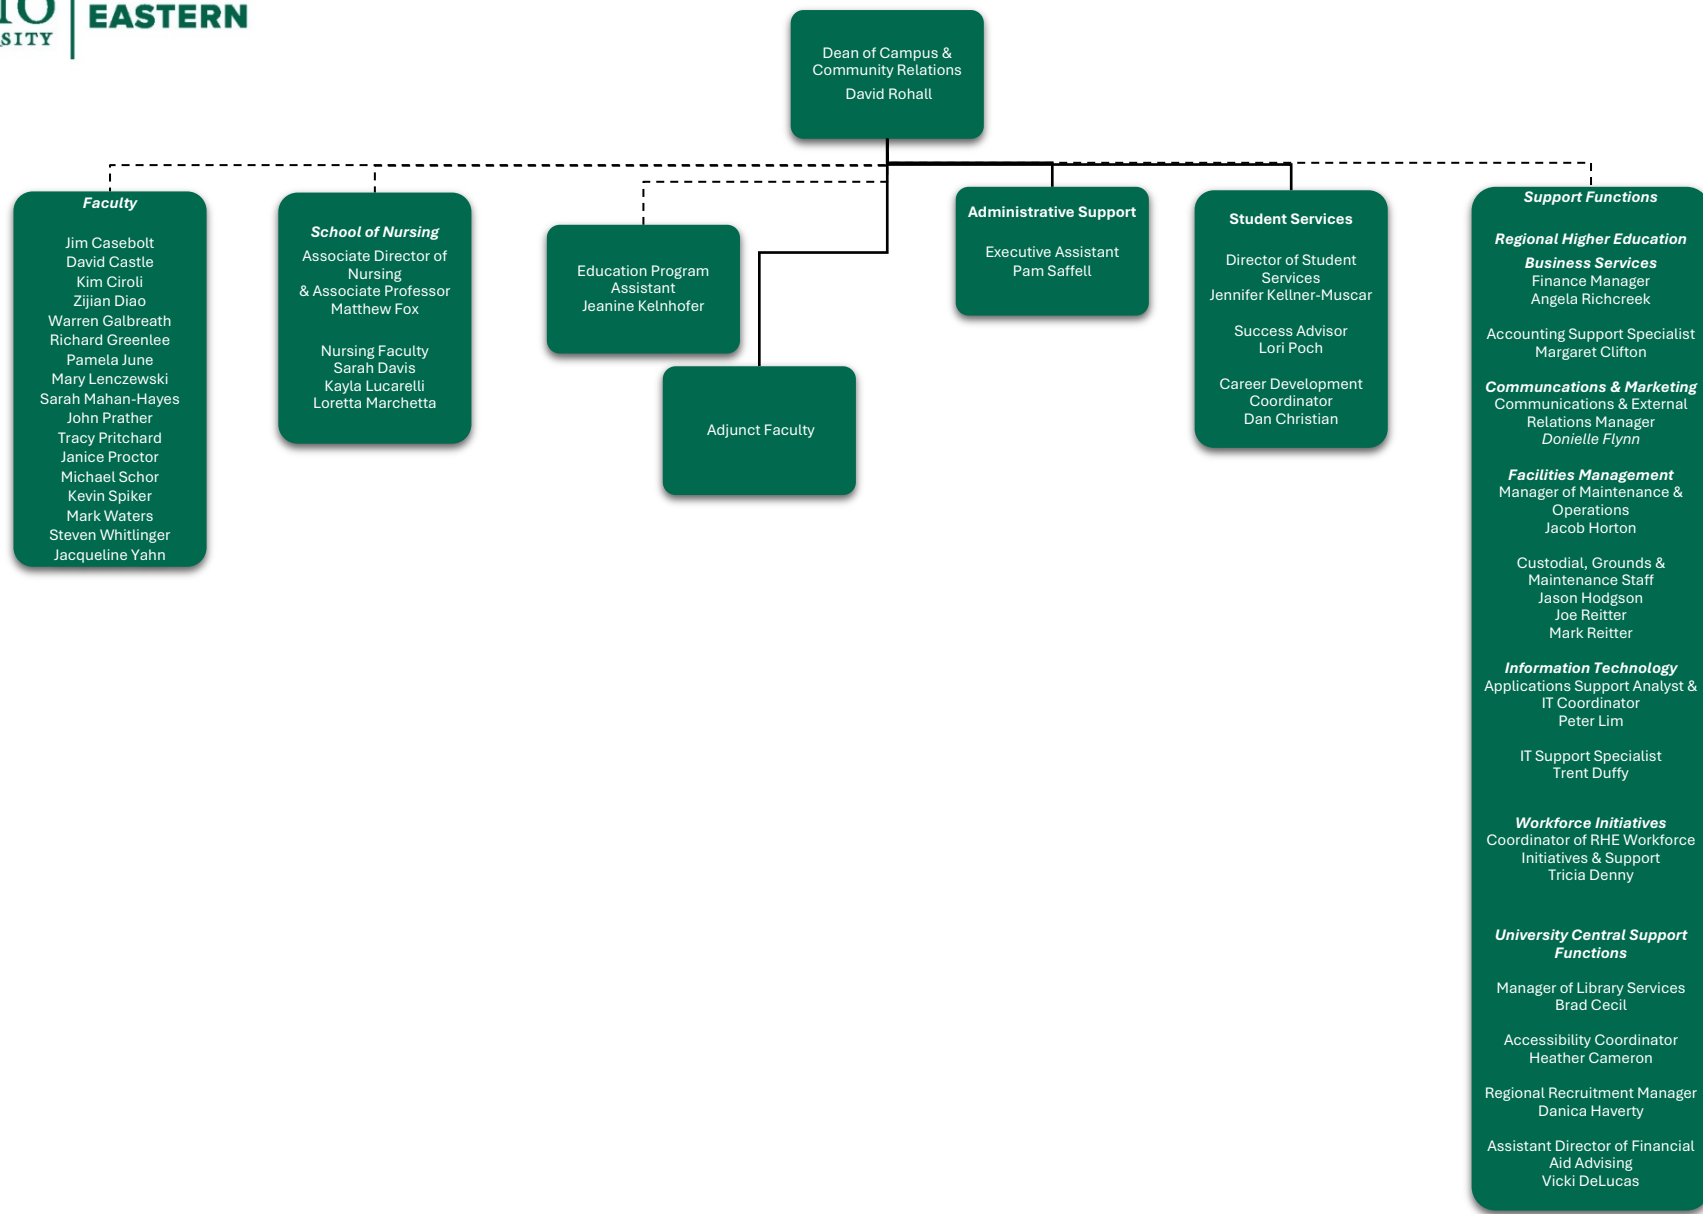 EASTERN
Dean of Campus &
Community Relations
David Rohall
Faculty
Jim Casebolt
David Castle
Kim Ciroli
Zijian Diao
Warren Galbreath
Richard Greenlee
Pamela June
Mary Lenczewski
Sarah Mahan-Hayes
John Prather
Tracy Pritchard
Janice Proctor
Michael Schor
Kevin Spiker
Mark Waters
Steven Whitlinger
Jacqueline Yahn
School of Nursing
Associate Director of
Nursing
& Associate Professor
Matthew Fox
Nursing Faculty
Sarah Davis
Kayla Lucarelli
Loretta Marchetta
Education Program
Assistant
Jeanine Kelnhofer
Adjunct Faculty
Administrative Support
Executive Assistant
Pam Saffell
Student Services
Director of Student
Services
Jennifer Kellner-Muscar
Success Advisor
Lori Poch
Career Development
Coordinator
Dan Christian
Support Functions
Regional Higher Education
Business Services
Finance Manager
Angela Richcreek
Accounting Support Specialist
Margaret Clifton
Communcations & Marketing
Communications & External
Relations Manager
Donielle Flynn
Facilities Management
Manager of Maintenance &
Operations
Jacob Horton
Custodial, Grounds &
Maintenance Staff
Jason Hodgson
Joe Reitter
Mark Reitter
Information Technology
Applications Support Analyst &
IT Coordinator
Peter Lim
IT Support Specialist
Trent Duffy
Workforce Initiatives
Coordinator of RHE Workforce
Initiatives & Support
Tricia Denny
University Central Support
Functions
Manager of Library Services
Brad Cecil
Accessibility Coordinator
Heather Cameron
Regional Recruitment Manager
Danica Haverty
Assistant Director of Financial
Aid Advising
Vicki DeLucas